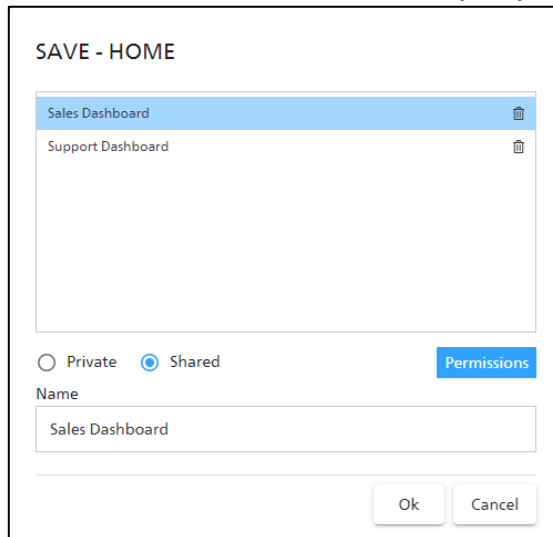 SAVE - HOME
Sales Dashboard
Support Dashboard
Private Shared Permissions
Name
Sales Dashboard
Ok Cancel